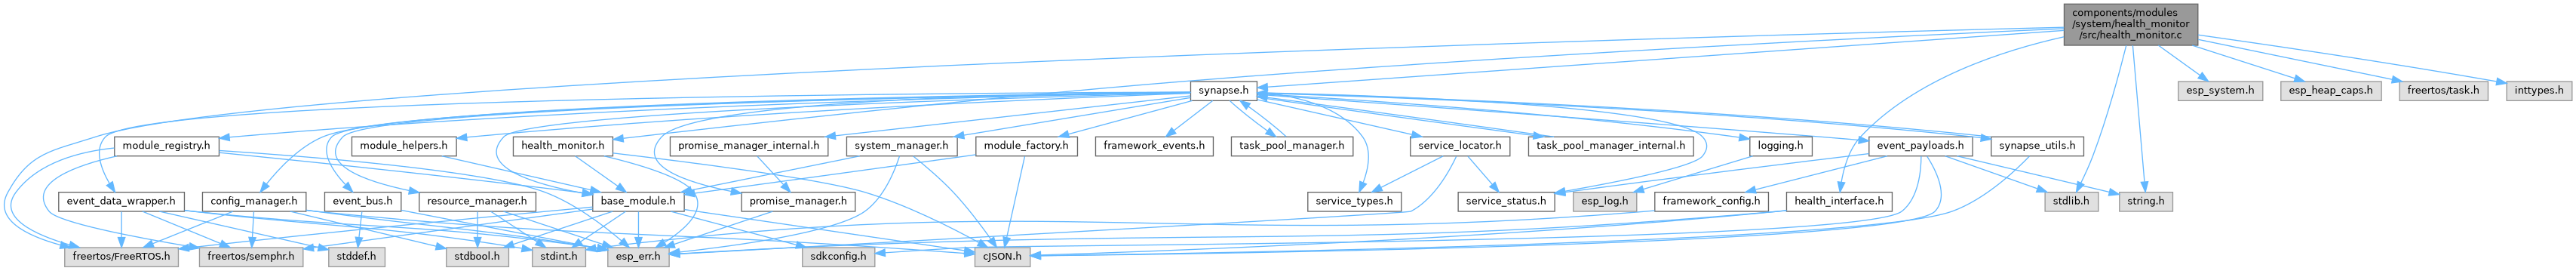 components/modules
/system/health_monitor
/src/health_monitor.c
synapse.h
esp_system.h
esp_heap_caps.h
freertos/task.h
inttypes.h
module_registry.h
module_helpers.h
health_monitor.h
promise_manager_internal.h
system_manager.h
module_factory.h
framework_events.h
task_pool_manager.h
service_locator.h
task_pool_manager_internal.h
logging.h
event_payloads.h
synapse_utils.h
event_data_wrapper.h
config_manager.h
event_bus.h
resource_manager.h
base_module.h
promise_manager.h
service_types.h
service_status.h
esp_log.h
framework_config.h
health_interface.h
stdlib.h
string.h
freertos/FreeRTOS.h
freertos/semphr.h
stddef.h
stdbool.h
stdint.h
esp_err.h
sdkconfig.h
cJSON.h